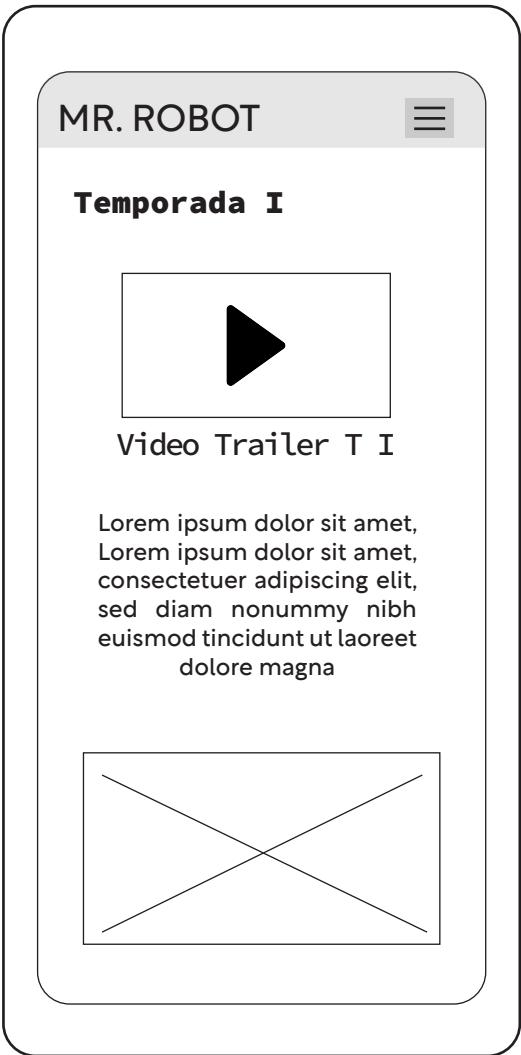 MR. ROBOT
Temporada I
Video Trailer T I
Lorem ipsum dolor sit amet,
Lorem ipsum dolor sit amet,
consectetuer adipiscing elit,
sed diam nonummy nibh
euismod tincidunt ut laoreet
dolore magna